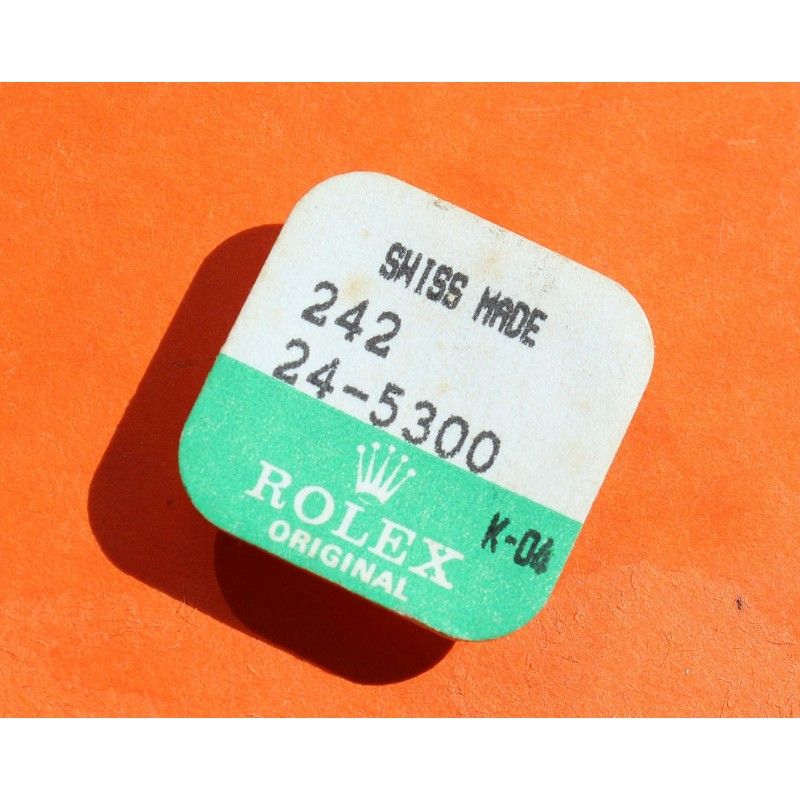 SWISS MADE
242
24-5300
ROLEX
ORIGINAL
K-04